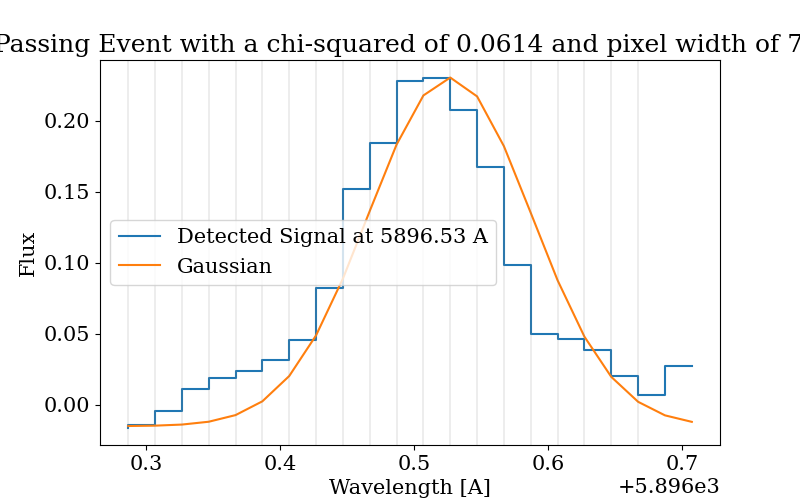 Passing Event with a chi-squared of 0.0614 and pixel width of 7
Flux
0.20
0.15
0.10
0.05
0.00
Detected Signal at 5896.53 A
Gaussian
0.3 0.4 0.5 0.6 0.7
+5.896e3
Wavelength [A]